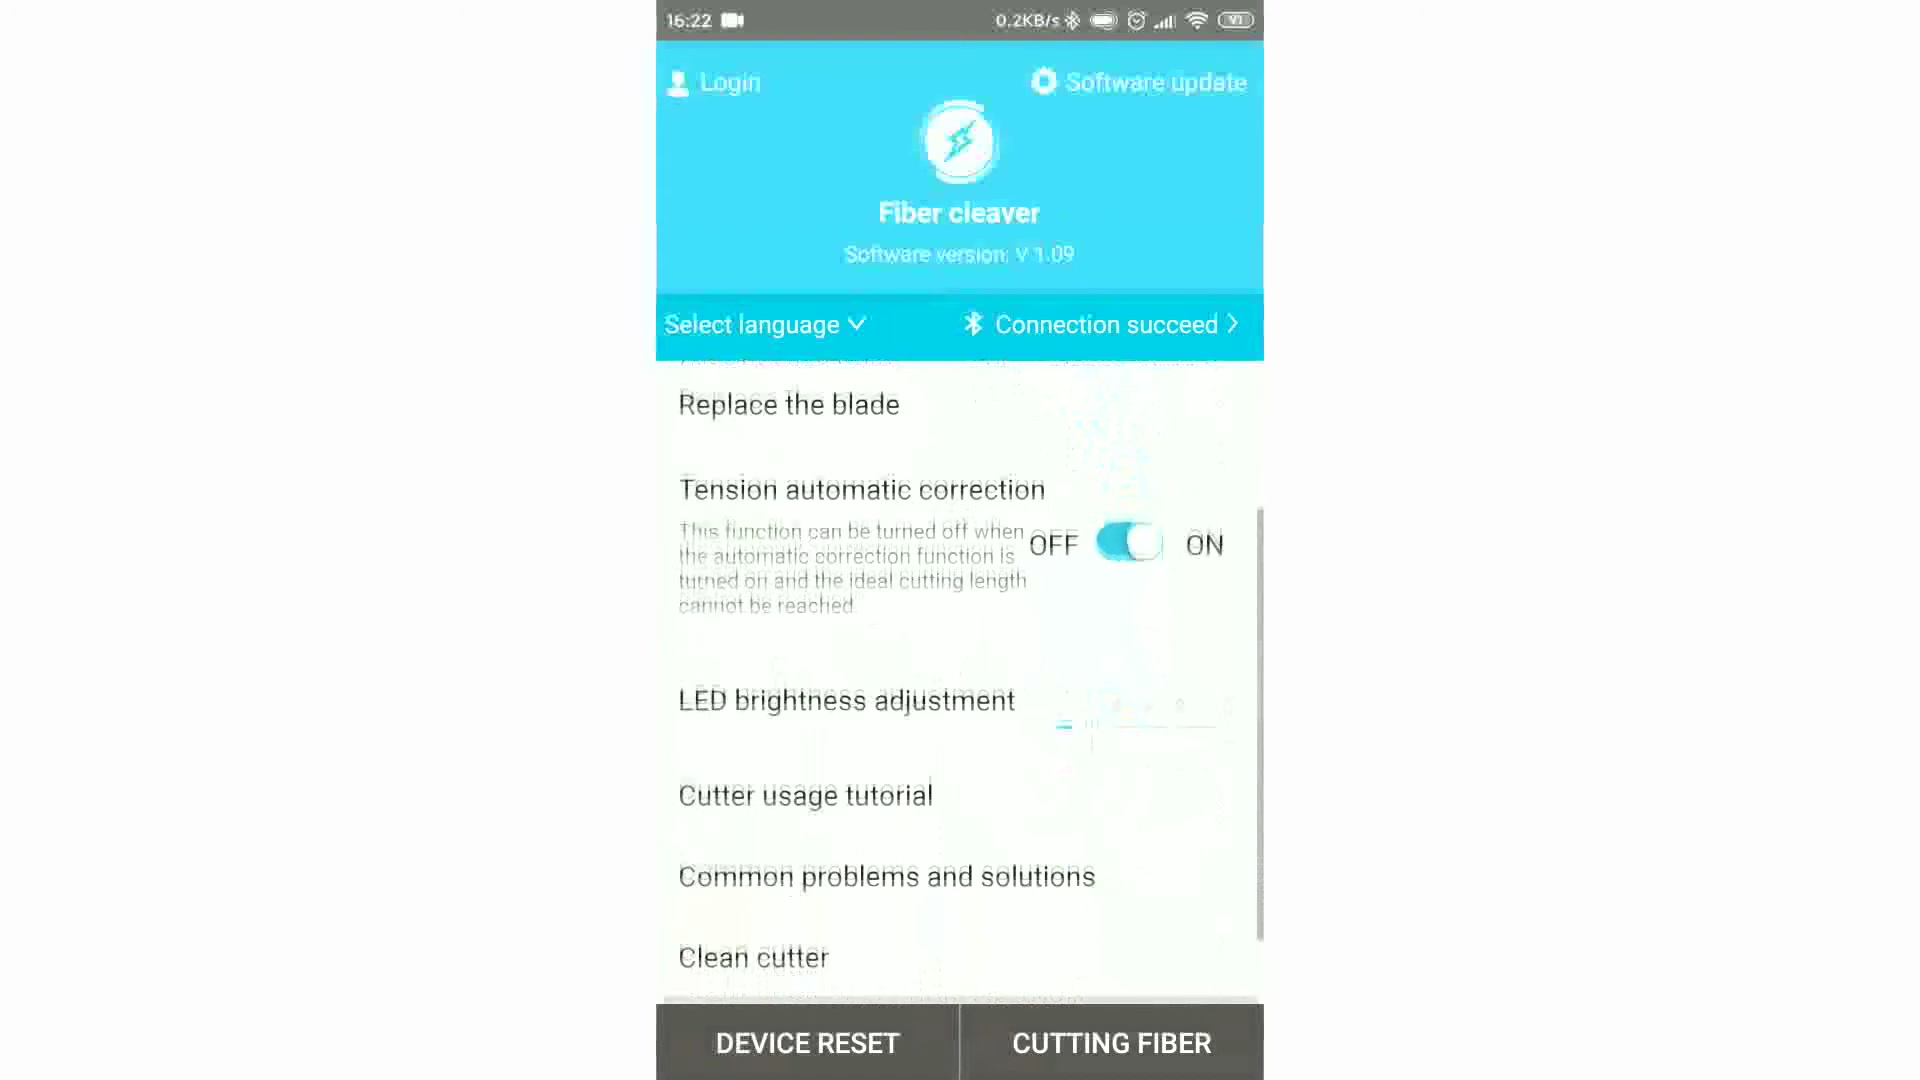 16:22 0.2KB/s
Login Software update
Fiber cleaver
Software version: V 1.09
Select language Connection succeed
Replace the blade
Tension automatic correction
This function can be turned off when
the automatic correction function is
turned on and the ideal cutting length
cannot be reached.
OFF ON
LED brightness adjustment
Cutter usage tutorial
Common problems and solutions
Clean cutter
DEVICE RESET CUTTING FIBER